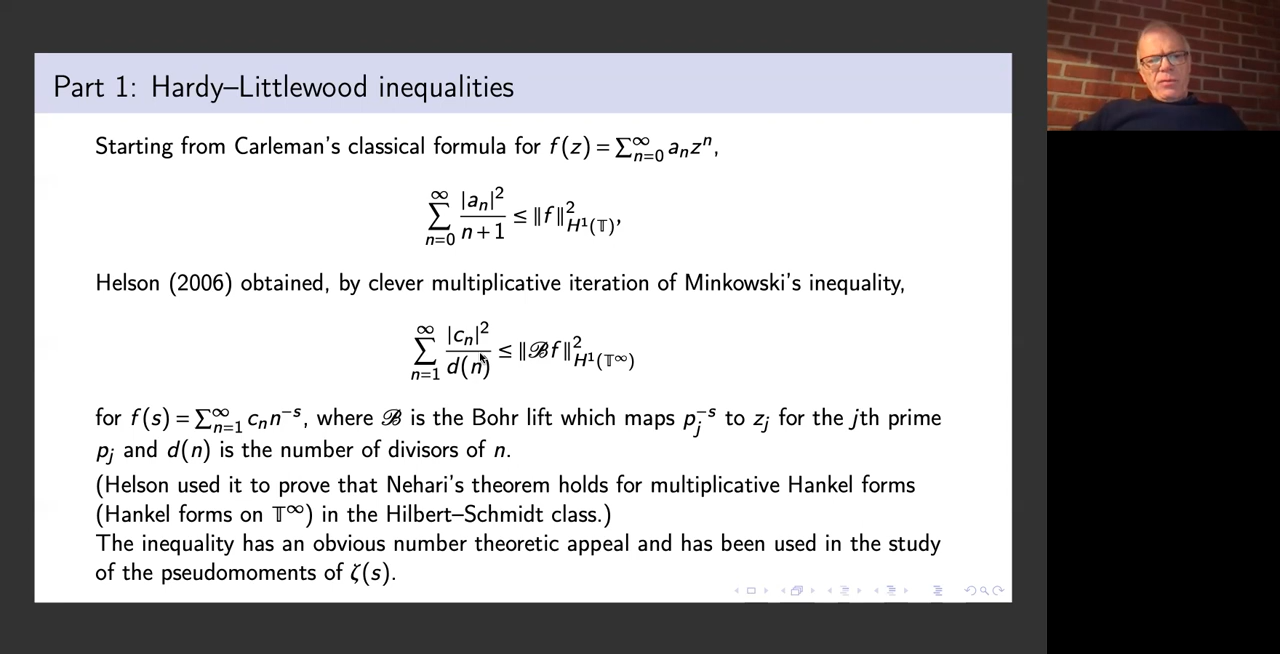 Part 1: Hardy–Littlewood inequalities
Starting from Carleman's classical formula for f(z) = ∑_{n=0}^{∞} a_n z^n,
∑_{n=0}^{∞} |a_n|^2 / (n + 1) ≤ ‖f‖^2_{H^1(𝕋)},
Helson (2006) obtained, by clever multiplicative iteration of Minkowski's inequality,
∑_{n=1}^{∞} |c_n|^2 / d(n) ≤ ‖ℬf‖^2_{H^1(𝕋^∞)}
for f(s) = ∑_{n=1}^{∞} c_n n^{-s}, where ℬ is the Bohr lift which maps p_j^{-s} to z_j for the jth prime
p_j and d(n) is the number of divisors of n.
(Helson used it to prove that Nehari's theorem holds for multiplicative Hankel forms
(Hankel forms on 𝕋^∞) in the Hilbert–Schmidt class.)
The inequality has an obvious number theoretic appeal and has been used in the study
of the pseudomoments of ζ(s).